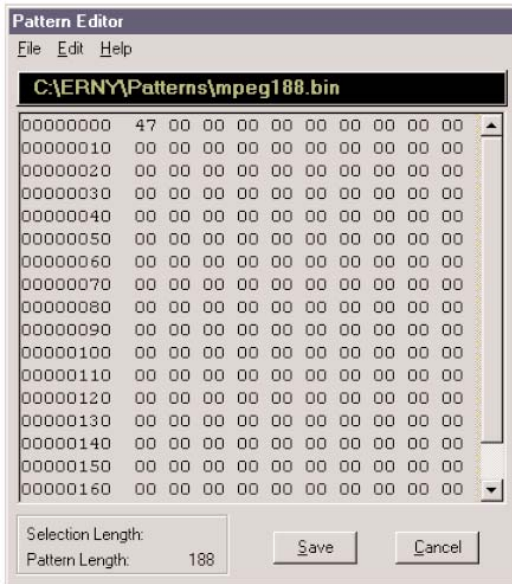 Pattern Editor
File Edit Help
C:\ERNY\Patterns\mpeg188.bin
00000000 47 00 00 00 00 00 00 00 00 00
00000010 00 00 00 00 00 00 00 00 00 00
00000020 00 00 00 00 00 00 00 00 00 00
00000030 00 00 00 00 00 00 00 00 00 00
00000040 00 00 00 00 00 00 00 00 00 00
00000050 00 00 00 00 00 00 00 00 00 00
00000060 00 00 00 00 00 00 00 00 00 00
00000070 00 00 00 00 00 00 00 00 00 00
00000080 00 00 00 00 00 00 00 00 00 00
00000090 00 00 00 00 00 00 00 00 00 00
00000100 00 00 00 00 00 00 00 00 00 00
00000110 00 00 00 00 00 00 00 00 00 00
00000120 00 00 00 00 00 00 00 00 00 00
00000130 00 00 00 00 00 00 00 00 00 00
00000140 00 00 00 00 00 00 00 00 00 00
00000150 00 00 00 00 00 00 00 00 00 00
00000160 00 00 00 00 00 00 00 00 00 00
Selection Length:
Pattern Length: 188
Save Cancel